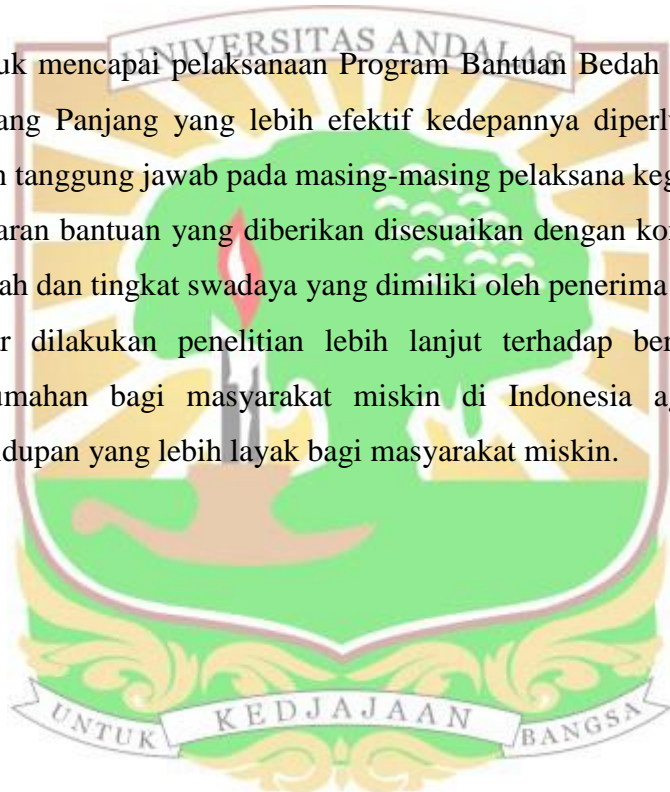 UNIVERSITAS ANDALAS
uk mencapai pelaksanaan Program Bantuan Bedah
ang Panjang yang lebih efektif kedepannya diperl
n tanggung jawab pada masing-masing pelaksana keg
aran bantuan yang diberikan disesuaikan dengan ko
ah dan tingkat swadaya yang dimiliki oleh penerima
r dilakukan penelitian lebih lanjut terhadap ber
umahan bagi masyarakat miskin di Indonesia a
idupan yang lebih layak bagi masyarakat miskin.
UNTUK KEDJAJAAN BANGSA